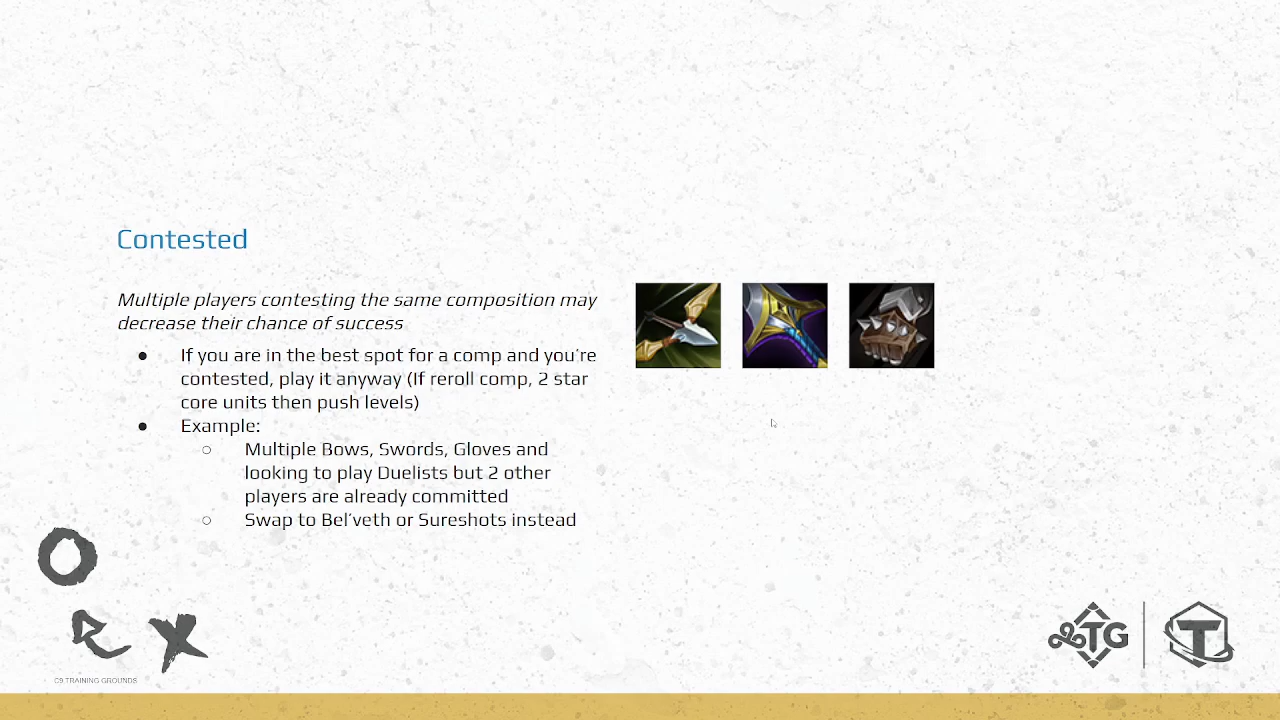 Contested
Multiple players contesting the same composition may
decrease their chance of success
● If you are in the best spot for a comp and you're
contested, play it anyway (If reroll comp, 2 star
core units then push levels)
● Example:
○ Multiple Bows, Swords, Gloves and
looking to play Duelists but 2 other
players are already committed
○ Swap to Bel'veth or Sureshots instead
C9 TRAINING GROUNDS
TG
T